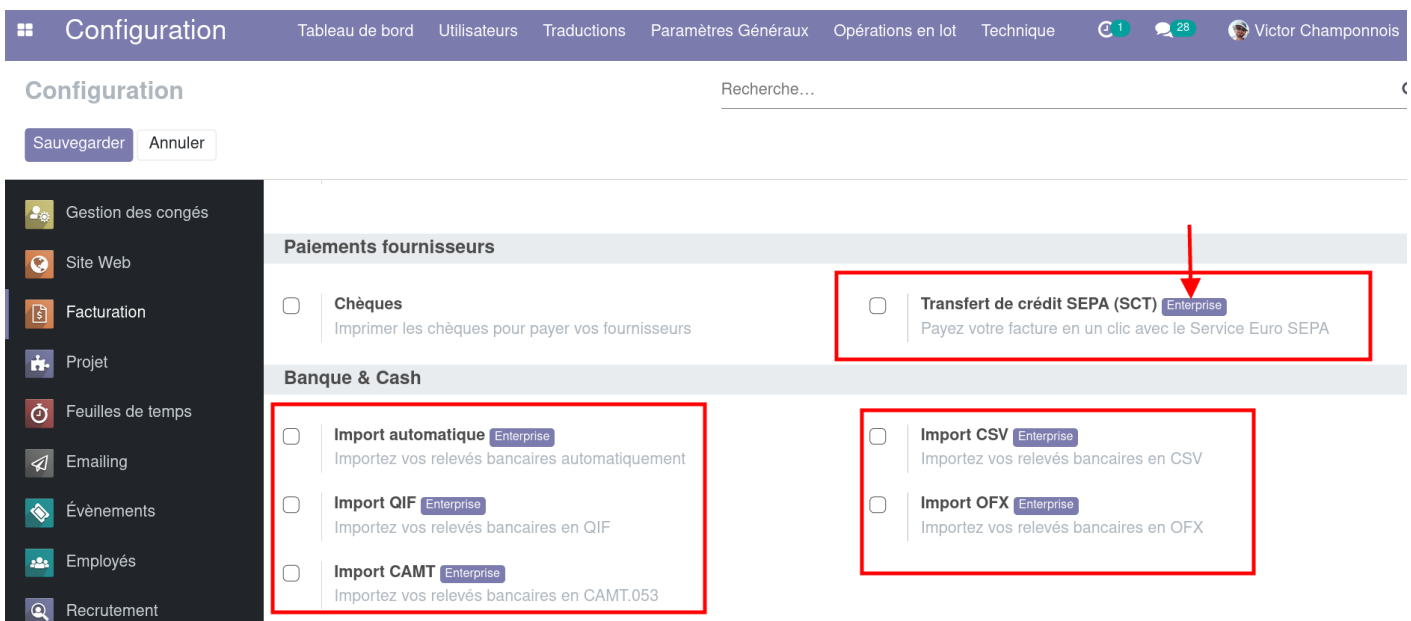 Configuration Tableau de bord Utilisateurs Traductions Paramètres Généraux Opérations en lot Technique 1 28 Victor Champonnois
Configuration
Recherche…
Sauvegarder Annuler
Gestion des congés
Site Web
Facturation
Projet
Feuilles de temps
Emailing
Évènements
Employés
Recrutement
Paiements fournisseurs
Chèques
Imprimer les chèques pour payer vos fournisseurs
Transfert de crédit SEPA (SCT) Enterprise
Payez votre facture en un clic avec le Service Euro SEPA
Banque & Cash
Import automatique Enterprise
Importez vos relevés bancaires automatiquement
Import CSV Enterprise
Importez vos relevés bancaires en CSV
Import QIF Enterprise
Importez vos relevés bancaires en QIF
Import OFX Enterprise
Importez vos relevés bancaires en OFX
Import CAMT Enterprise
Importez vos relevés bancaires en CAMT.053